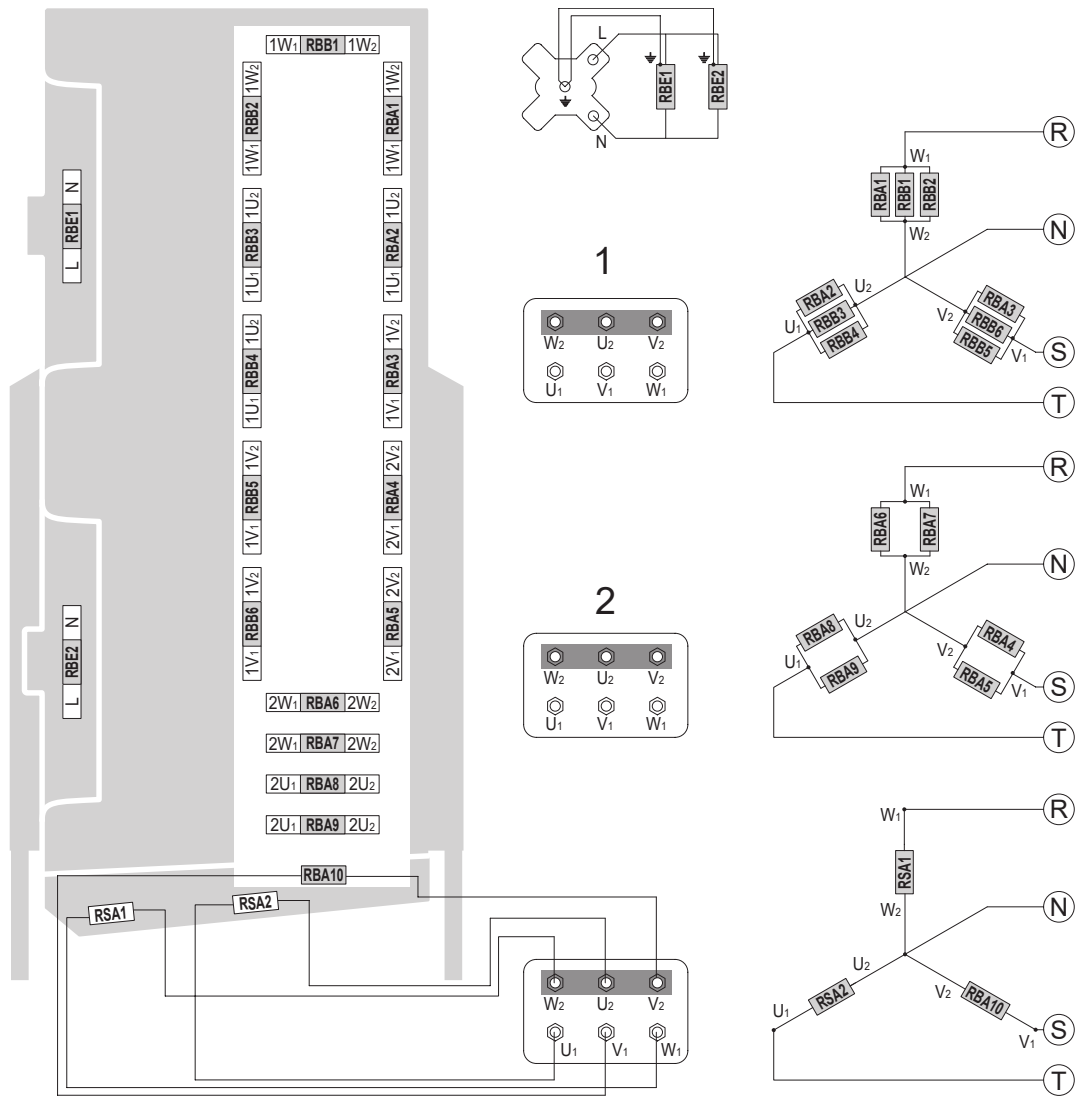 1W1 RBB1 1W2
1W1 RBB2 1W2
1W1 RBA1 1W2
1U1 RBB3 1U2
1U1 RBA2 1U2
1U1 RBB4 1U2
1V1 RBA3 1V2
1V1 RBB5 1V2
2V1 RBA4 2V2
1V1 RBB6 1V2
2V1 RBA5 2V2
2W1 RBA6 2W2
2W1 RBA7 2W2
2U1 RBA8 2U2
2U1 RBA9 2U2
RBA10
RSA1
RSA2
L RBE1 N
L RBE2 N
L
N
RBE1
RBE2
1
W2 U2 V2
U1 V1 W1
2
W2 U2 V2
U1 V1 W1
W2 U2 V2
U1 V1 W1
R
W1
RBA1
RBB1
RBB2
W2
N
U2
RBA2
RBB3
RBB4
U1
V2
RBA3
RBB6
RBB5
V1
S
T
R
W1
RBA6
RBA7
W2
N
U2
RBA8
RBA9
U1
V2
RBA4
RBA5
V1
S
T
R
W1
RSA1
W2
N
U2
RSA2
U1
V2
RBA10
V1
S
T